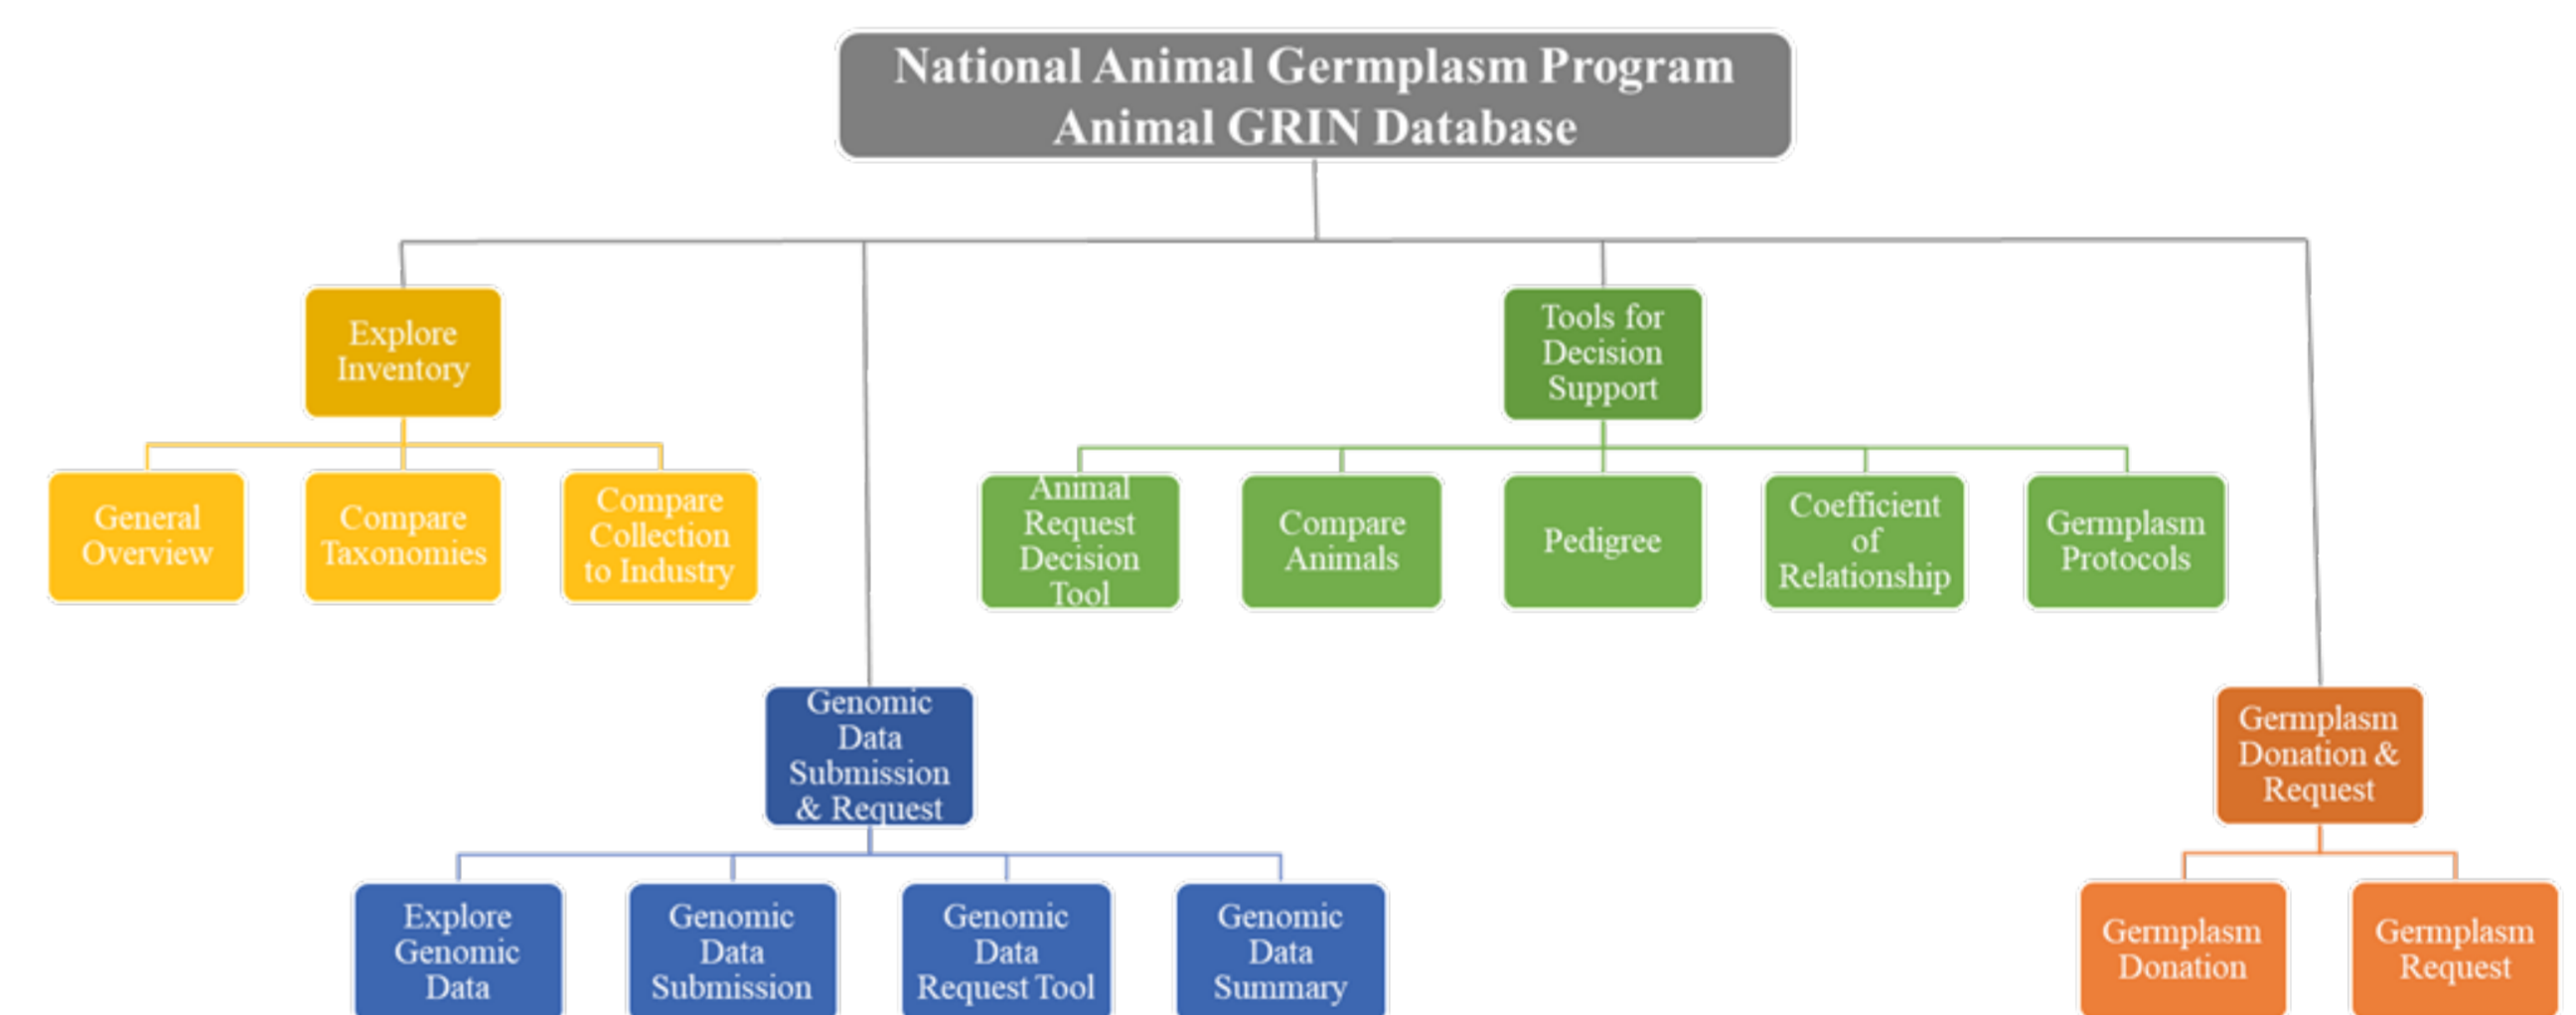 National Animal Germplasm Program
Animal GRIN Database
Explore
Inventory
Tools for
Decision
Support
General
Overview
Compare
Taxonomies
Compare
Collection
to Industry
Animal
Request
Decision
Tool
Compare
Animals
Pedigree
Coefficient
of
Relationship
Germplasm
Protocols
Genomic
Data
Submission
& Request
Germplasm
Donation &
Request
Explore
Genomic
Data
Genomic
Data
Submission
Genomic
Data
Request Tool
Genomic
Data
Summary
Germplasm
Donation
Germplasm
Request